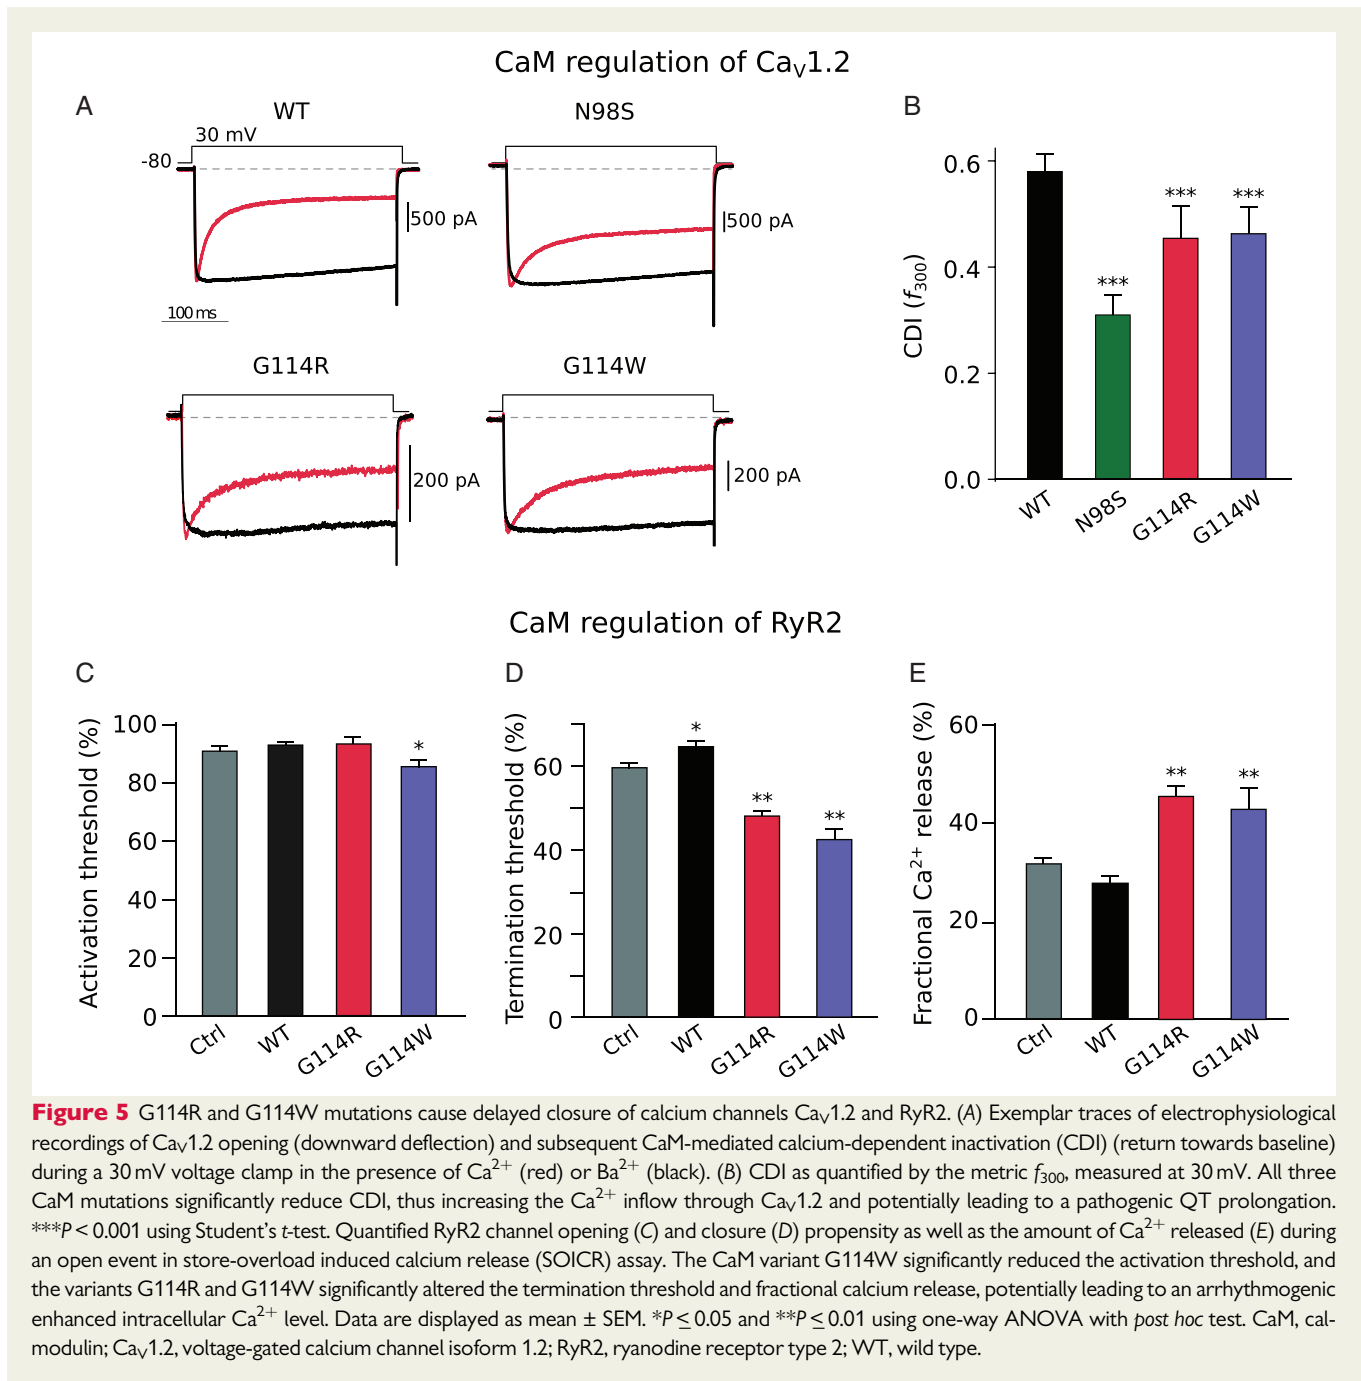 CaM regulation of CaV1.2
A
B
WT
N98S
30 mV
-80
500 pA
500 pA
100 ms
G114R
G114W
200 pA
200 pA
CDI (f300)
0.6
0.4
0.2
0.0
WT
N98S
G114R
G114W
***
***
***
CaM regulation of RyR2
C
D
E
Activation threshold (%)
100
80
60
40
20
0
*
Ctrl
WT
G114R
G114W
Termination threshold (%)
60
40
20
0
*
**
**
Ctrl
WT
G114R
G114W
Fractional Ca2+ release (%)
60
40
20
0
**
**
Ctrl
WT
G114R
G114W
Figure 5 G114R and G114W mutations cause delayed closure of calcium channels CaV1.2 and RyR2. (A) Exemplar traces of electrophysiological
recordings of CaV1.2 opening (downward deflection) and subsequent CaM-mediated calcium-dependent inactivation (CDI) (return towards baseline)
during a 30 mV voltage clamp in the presence of Ca2+ (red) or Ba2+ (black). (B) CDI as quantified by the metric f300, measured at 30 mV. All three
CaM mutations significantly reduce CDI, thus increasing the Ca2+ inflow through CaV1.2 and potentially leading to a pathogenic QT prolongation.
***P < 0.001 using Student's t-test. Quantified RyR2 channel opening (C) and closure (D) propensity as well as the amount of Ca2+ released (E) during
an open event in store-overload induced calcium release (SOICR) assay. The CaM variant G114W significantly reduced the activation threshold, and
the variants G114R and G114W significantly altered the termination threshold and fractional calcium release, potentially leading to an arrhythmogenic
enhanced intracellular Ca2+ level. Data are displayed as mean ± SEM. *P ≤ 0.05 and **P ≤ 0.01 using one-way ANOVA with post hoc test. CaM, cal-
modulin; CaV1.2, voltage-gated calcium channel isoform 1.2; RyR2, ryanodine receptor type 2; WT, wild type.